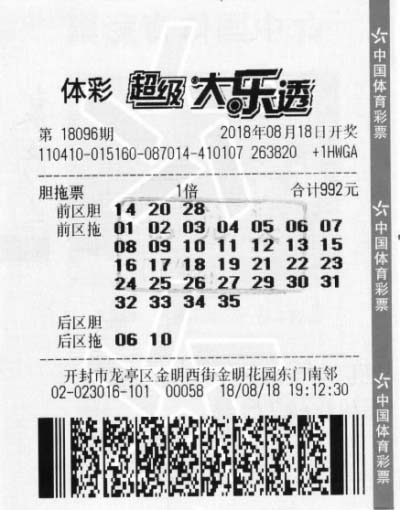 体彩 超级大乐透
第 18096期 2018年08月18日开奖
110410-015160-087014-410107 263820 +1HWGA
胆拖票 1倍 合计992元
前区胆 14 20 28
前区拖 01 02 03 04 05 06 07
08 09 10 11 12 13 15
16 17 18 19 21 22 23
24 25 26 27 29 30 31
32 33 34 35
后区胆
后区拖 06 10
开封市龙亭区金明西街金明花园东门南邻
02-023016-101 00058 18/08/18 19:12:30
中国体育彩票
中国体育彩票
中国体育彩票